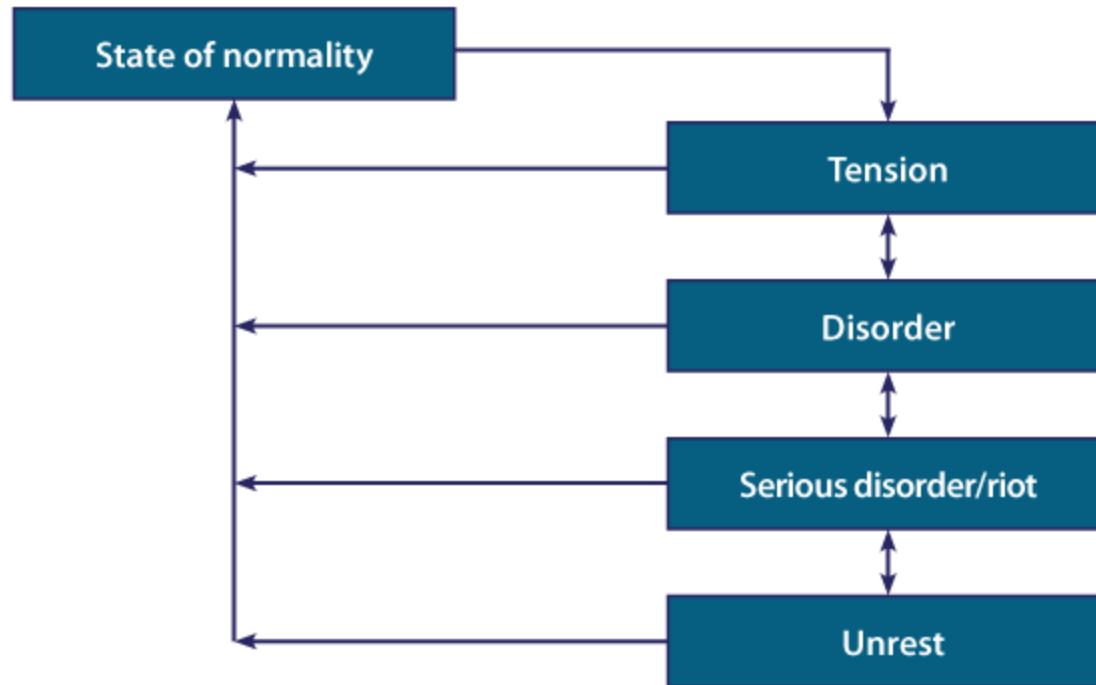 State of normality
Tension
Disorder
Serious disorder/riot
Unrest